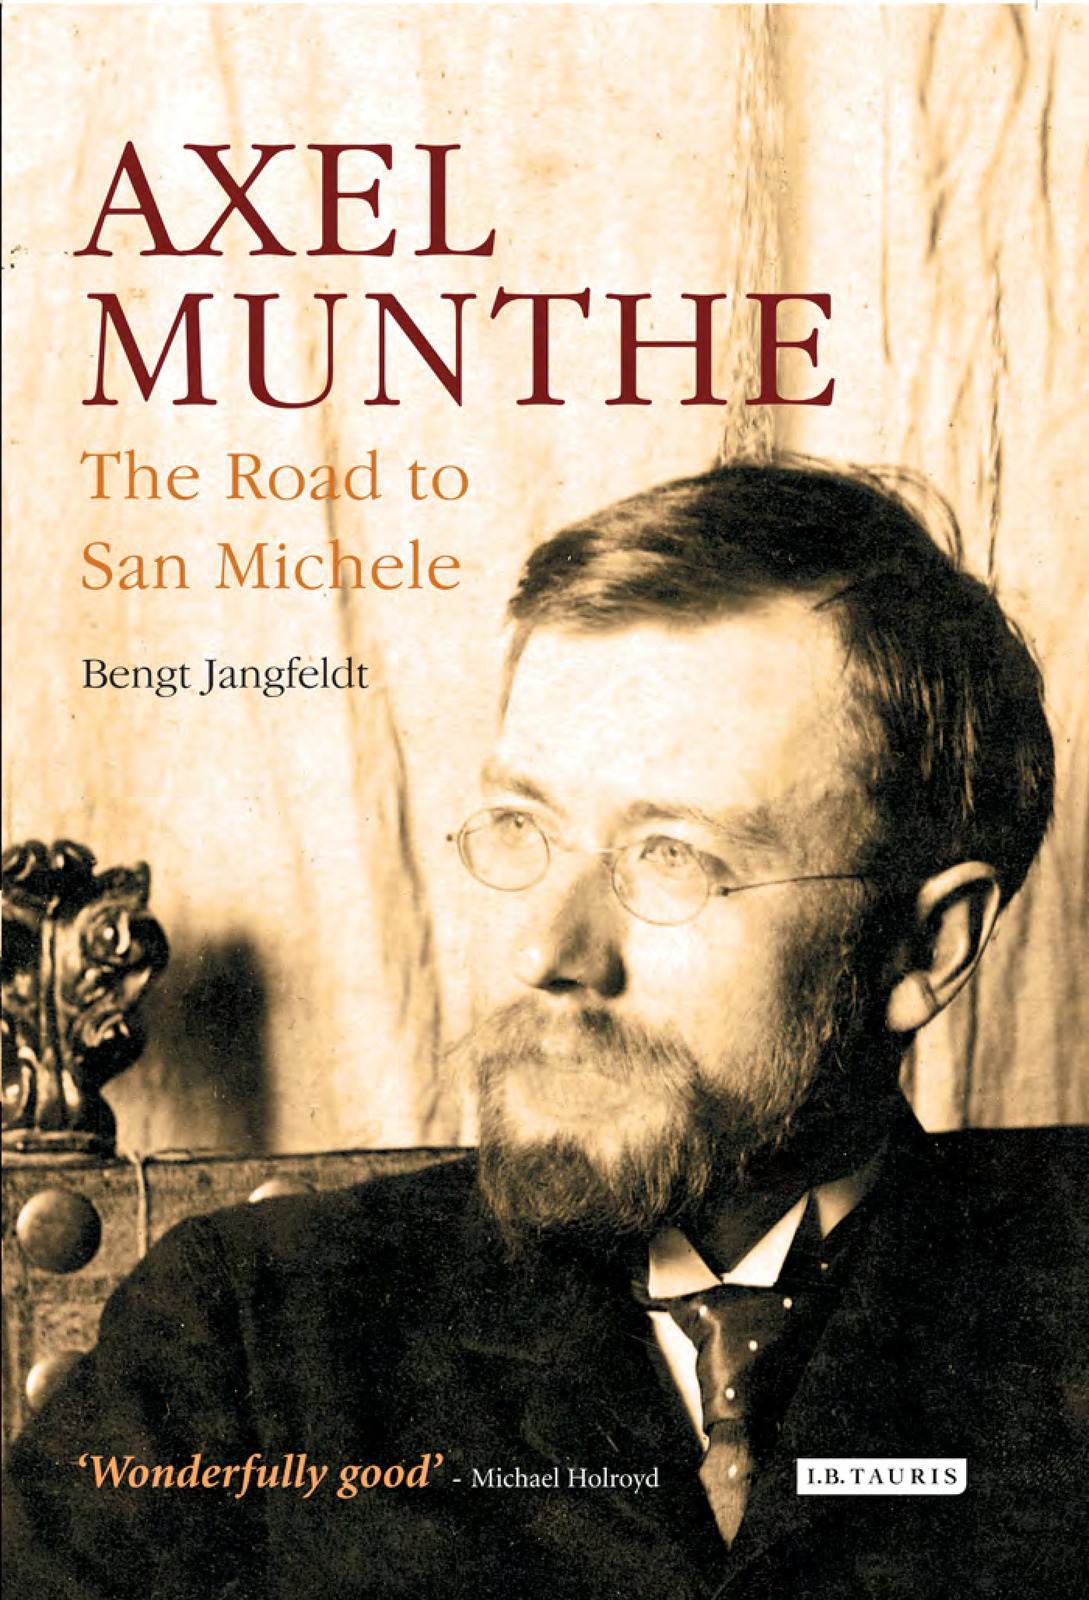 AXEL
MUNTHE
The Road to
San Michele
Bengt Jangfeldt
‘Wonderfully good’ - Michael Holroyd
I.B.TAURIS